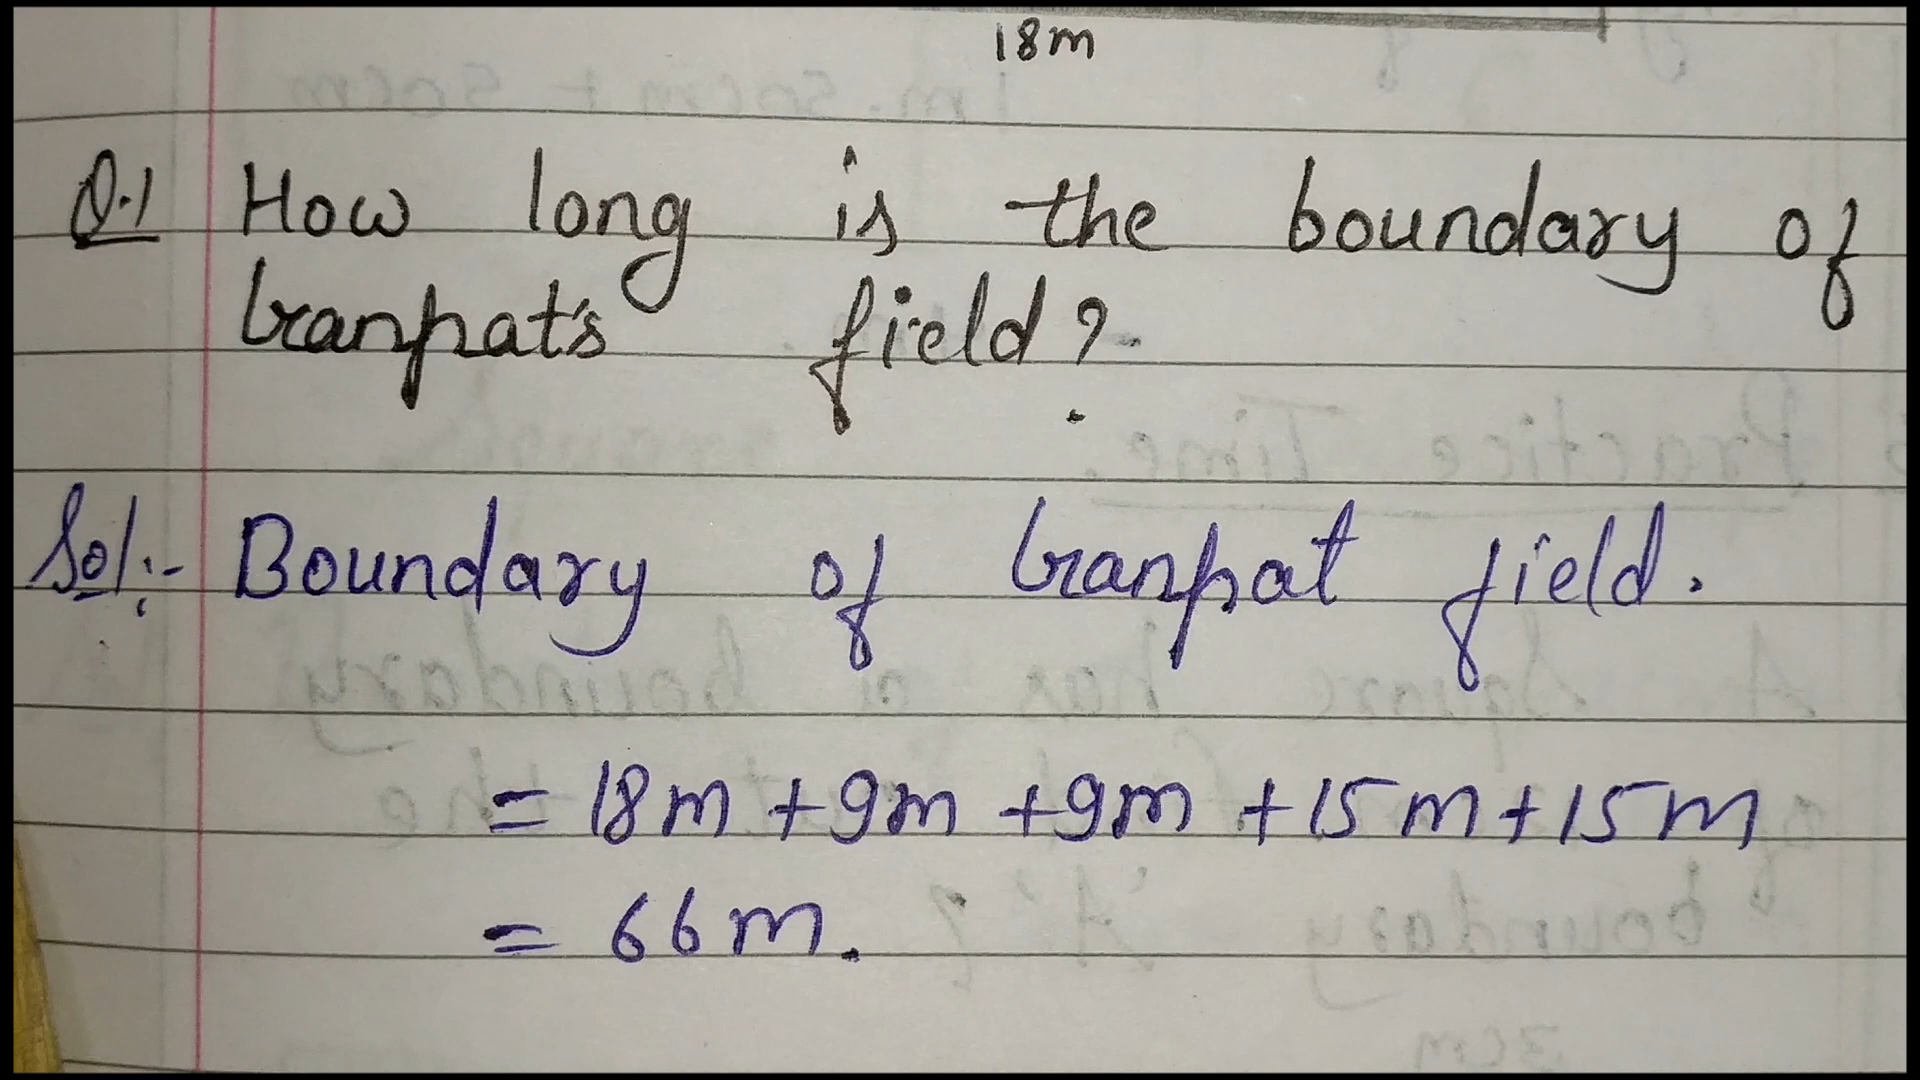 18m
Q.1 How long is the boundary of
Ganpat's field?
Sol:- Boundary of Ganpat field.
= 18m + 9m + 9m + 15m + 15m
= 66m.